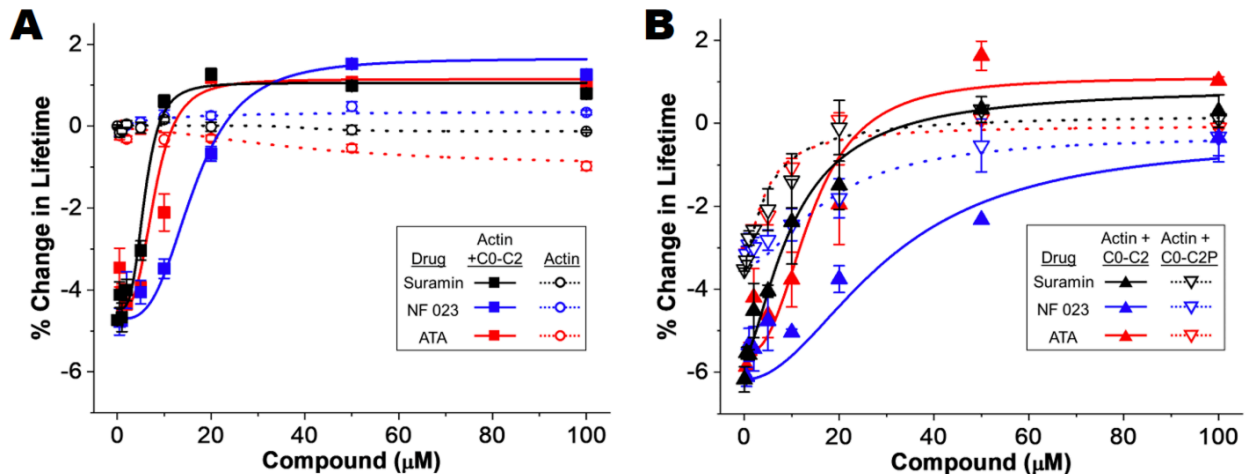 A
% Change in Lifetime
2
0
-2
-4
-6
Actin
Drug +C0-C2 Actin
Suramin
NF 023
ATA
0 20 40 60 80 100
Compound (μM)
B
% Change in Lifetime
2
0
-2
-4
-6
Actin + Actin +
Drug C0-C2 C0-C2P
Suramin
NF 023
ATA
0 20 40 60 80 100
Compound (μM)